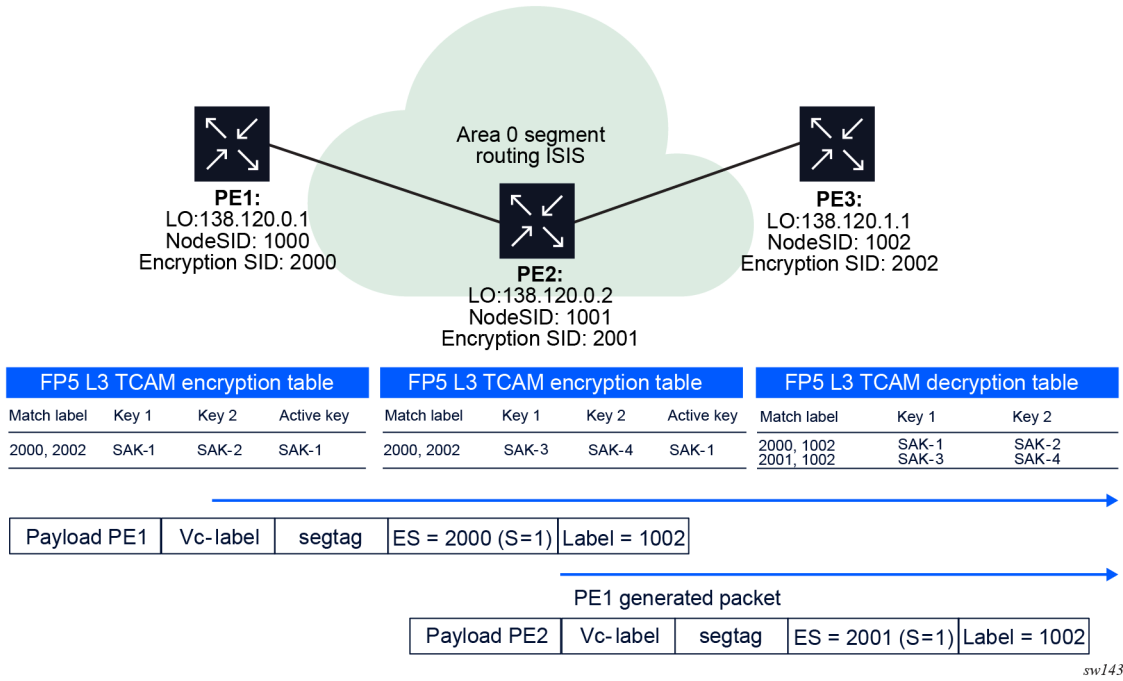 Area 0 segment
routing ISIS
PE1:
LO:138.120.0.1
NodeSID: 1000
Encryption SID: 2000
PE2:
LO:138.120.0.2
NodeSID: 1001
Encryption SID: 2001
PE3:
LO:138.120.1.1
NodeSID: 1002
Encryption SID: 2002
FP5 L3 TCAM encryption table
Match label Key 1 Key 2 Active key
2000, 2002 SAK-1 SAK-2 SAK-1
FP5 L3 TCAM encryption table
Match label Key 1 Key 2 Active key
2000, 2002 SAK-3 SAK-4 SAK-1
FP5 L3 TCAM decryption table
Match label Key 1 Key 2
2000, 1002 SAK-1 SAK-2
2001, 1002 SAK-3 SAK-4
Payload PE1 Vc-label segtag ES = 2000 (S=1) Label = 1002
PE1 generated packet
Payload PE2 Vc-label segtag ES = 2001 (S=1) Label = 1002
sw143